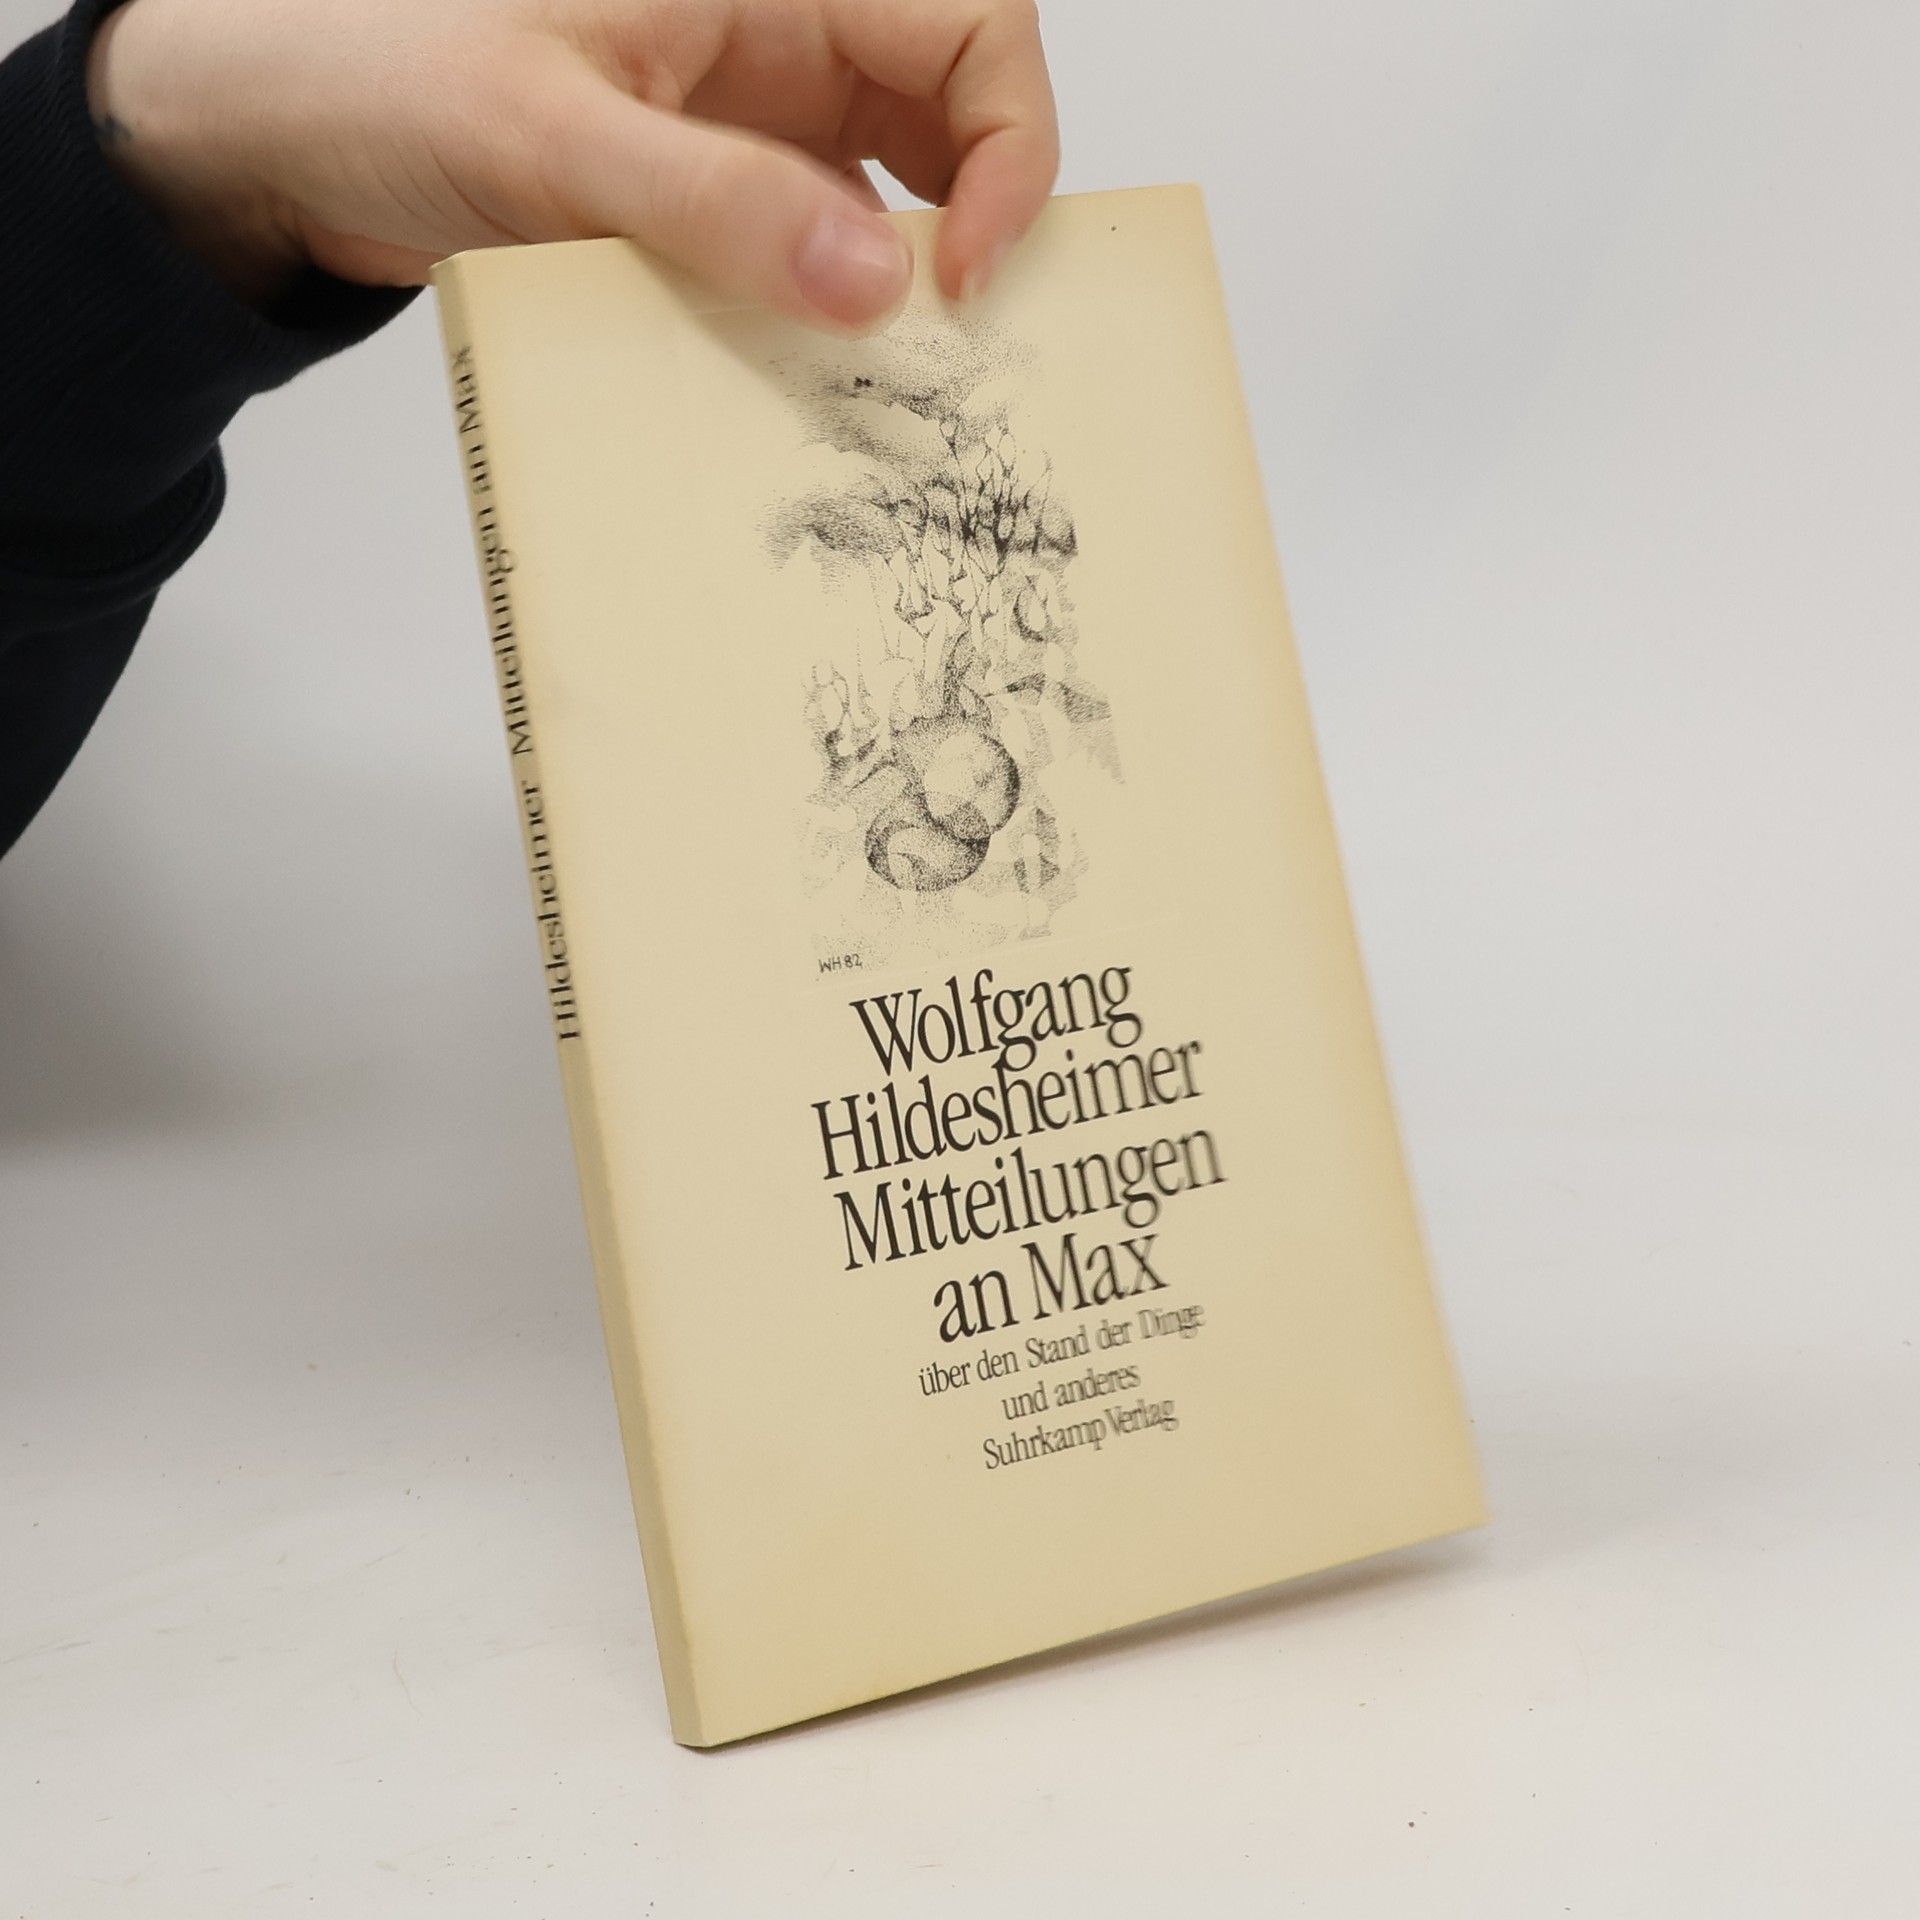 Hildesheimer Mitteilungen an Max
WH 82
Wolfgang
Hildesheimer
Mitteilungen
an Max
über den Stand der Dinge
und anderes
Suhrkamp Verlag